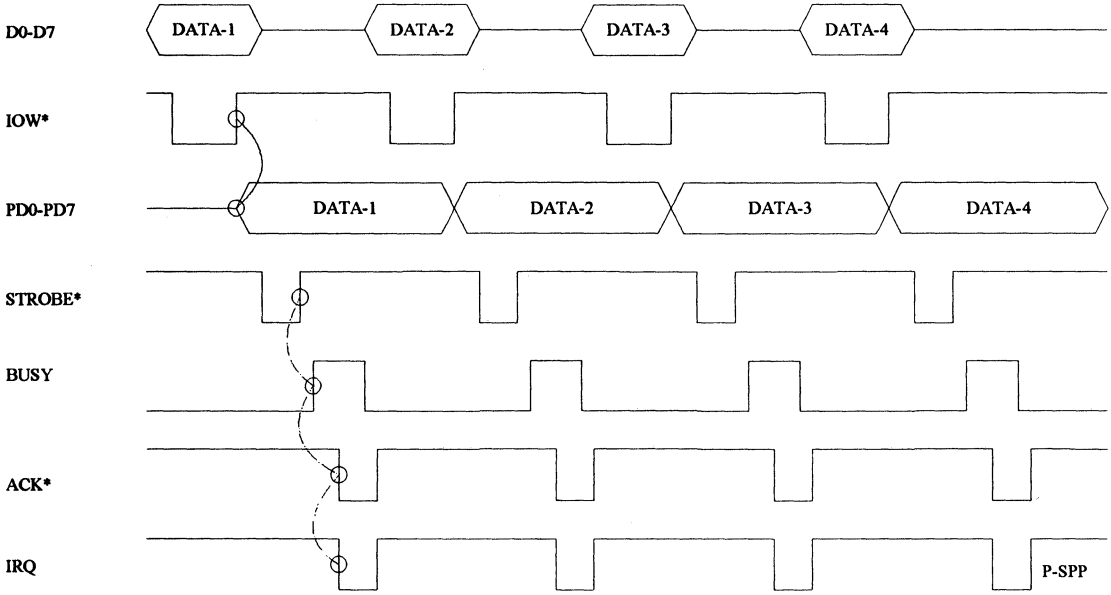 D0-D7 DATA-1 DATA-2 DATA-3 DATA-4
IOW*
PD0-PD7 DATA-1 DATA-2 DATA-3 DATA-4
STROBE*
BUSY
ACK*
IRQ P-SPP